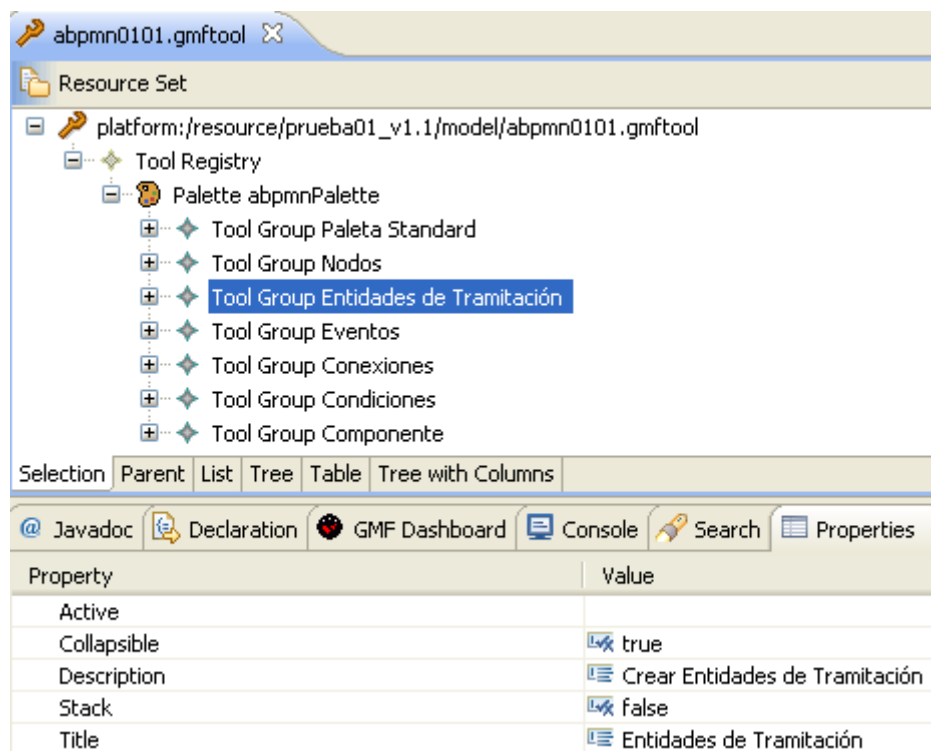 abpmn0101.gmftool
Resource Set
platform:/resource/prueba01_v1.1/model/abpmn0101.gmftool
Tool Registry
Palette abpmnPalette
Tool Group Paleta Standard
Tool Group Nodos
Tool Group Entidades de Tramitación
Tool Group Eventos
Tool Group Conexiones
Tool Group Condiciones
Tool Group Componente
Selection Parent List Tree Table Tree with Columns
@ Javadoc Declaration GMF Dashboard Console Search Properties
Property Value
Active
Collapsible true
Description Crear Entidades de Tramitación
Stack false
Title Entidades de Tramitación